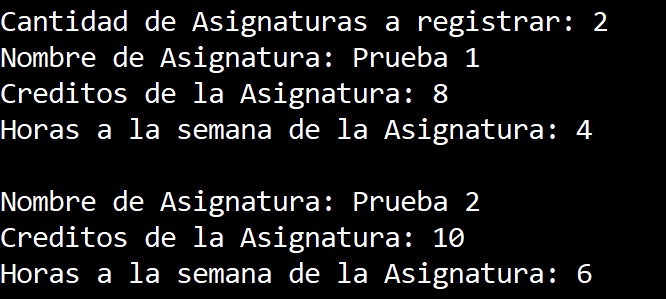 Cantidad de Asignaturas a registrar: 2
Nombre de Asignatura: Prueba 1
Creditos de la Asignatura: 8
Horas a la semana de la Asignatura: 4
Nombre de Asignatura: Prueba 2
Creditos de la Asignatura: 10
Horas a la semana de la Asignatura: 6